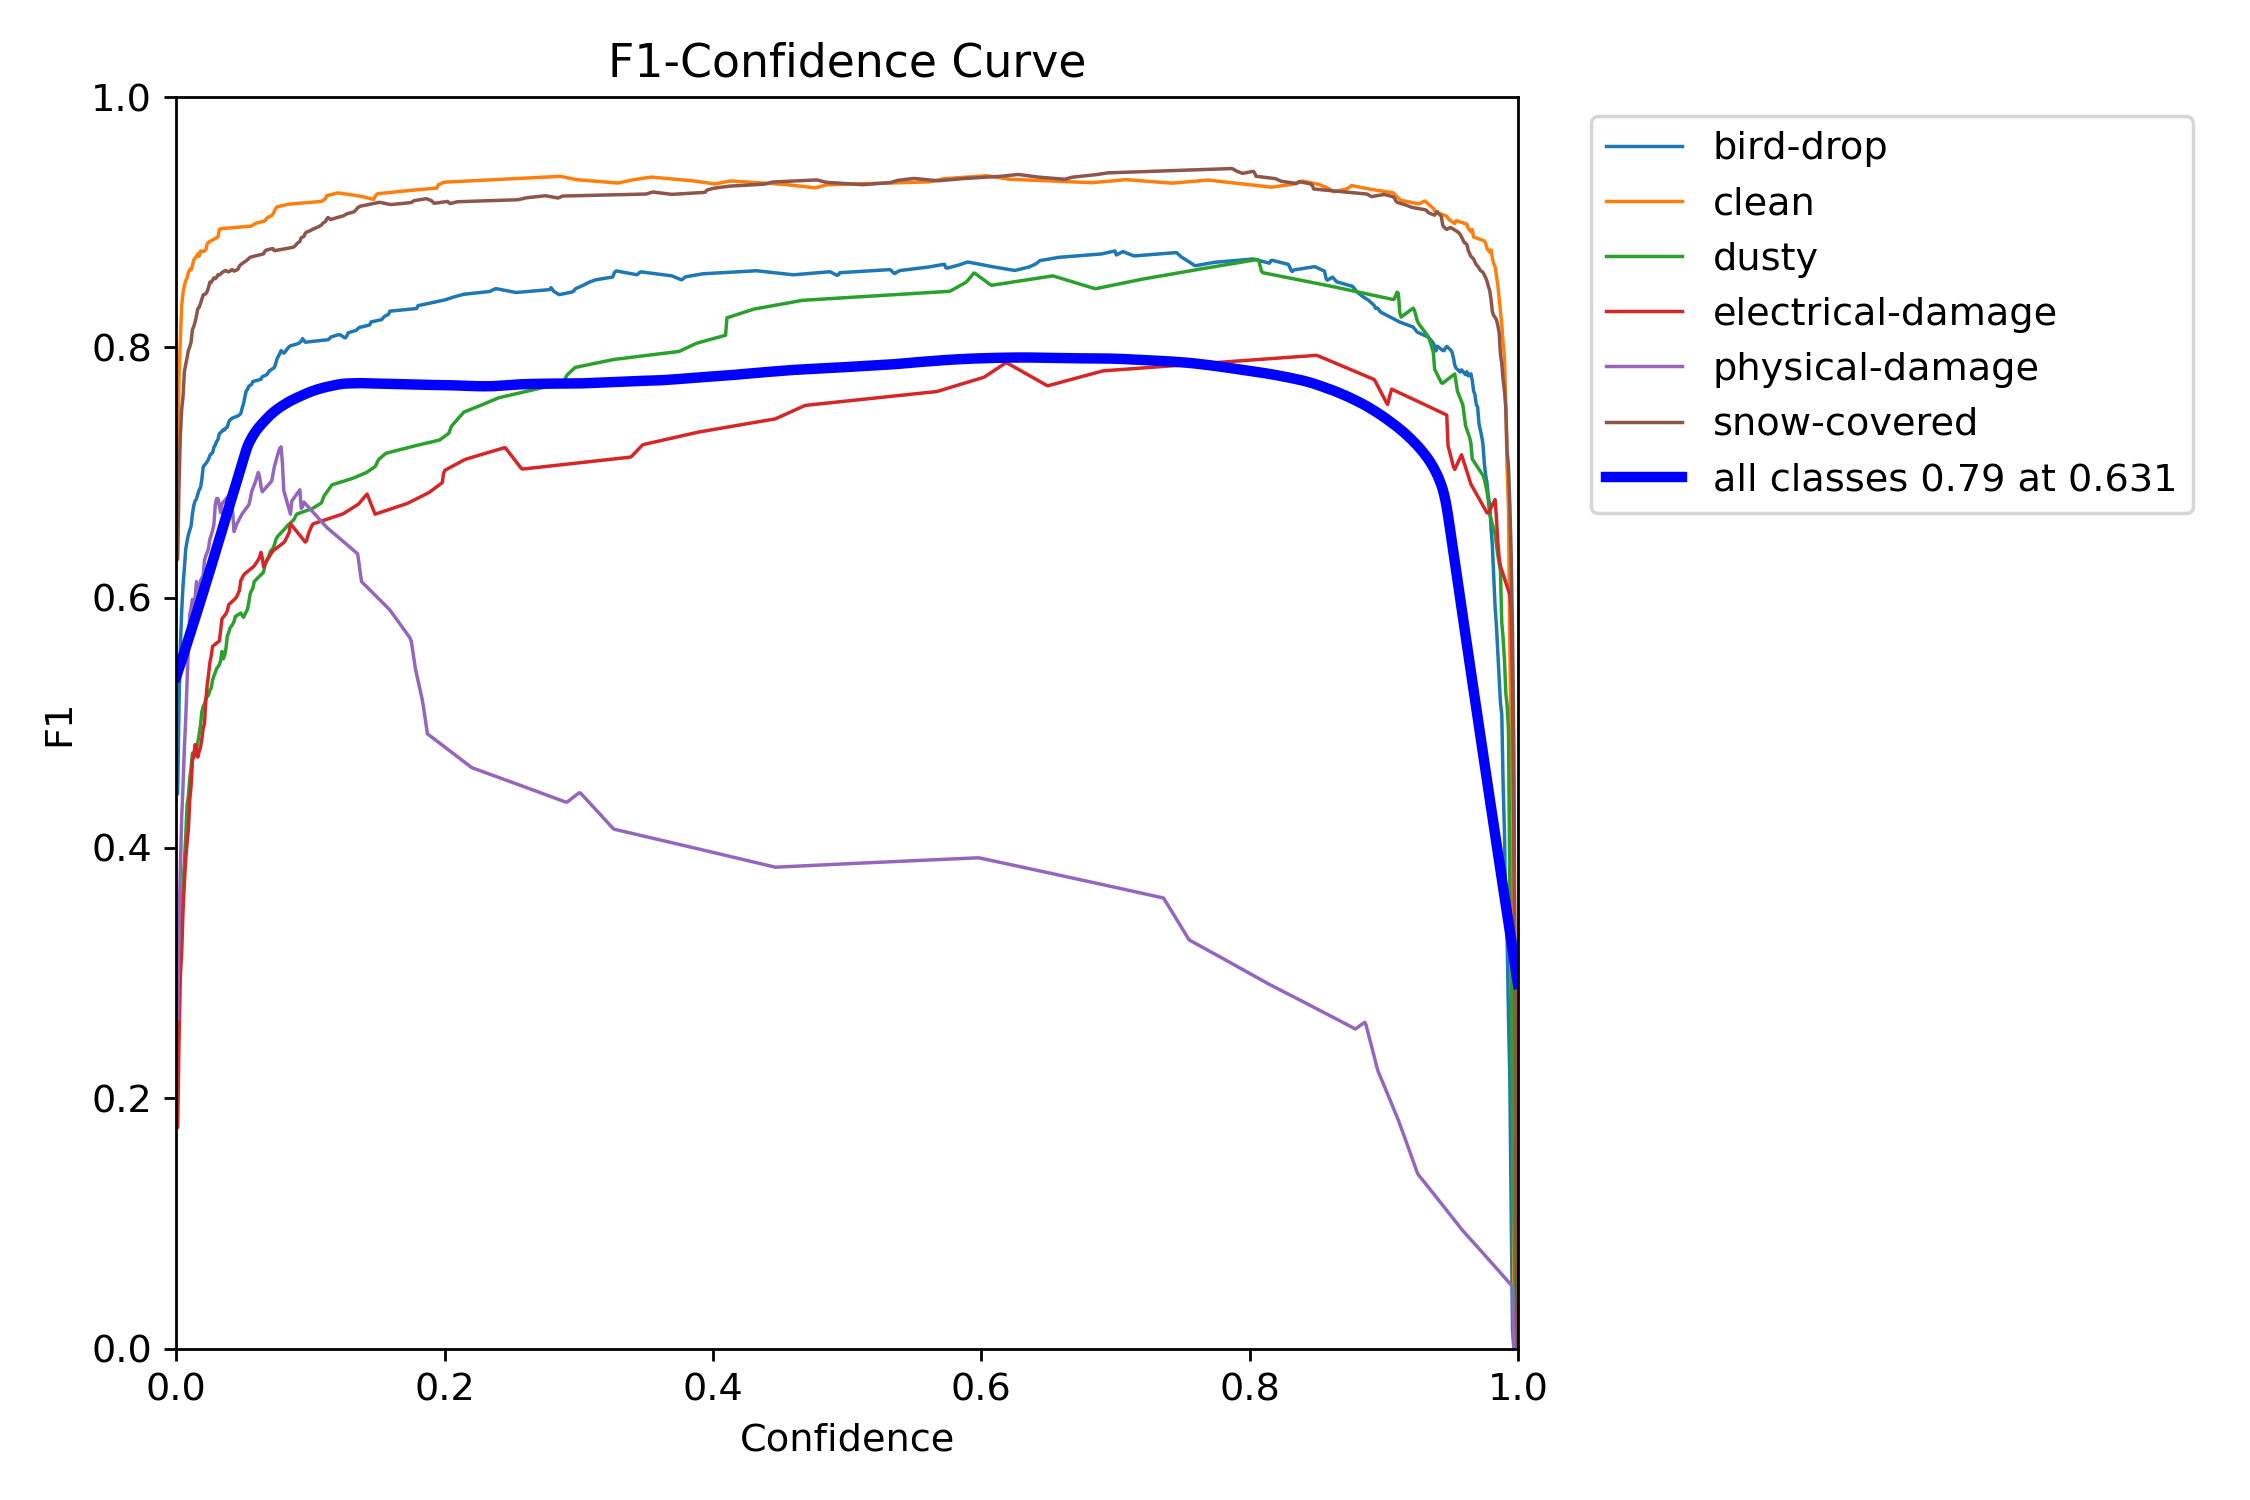 F1-Confidence Curve
1.0
0.8
0.6
0.4
0.2
0.0
F1
0.0 0.2 0.4 0.6 0.8 1.0
Confidence
bird-drop
clean
dusty
electrical-damage
physical-damage
snow-covered
all classes 0.79 at 0.631